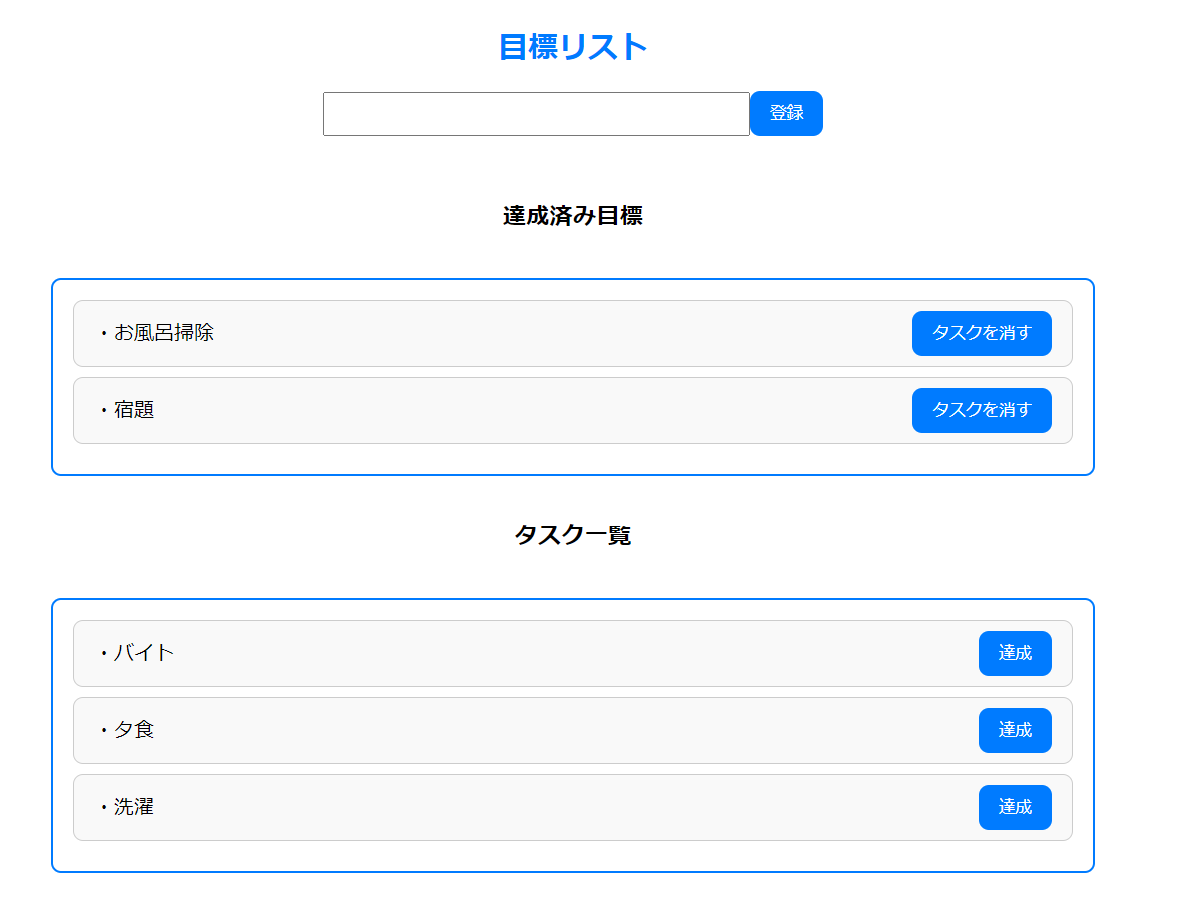 目標リスト
登録
達成済み目標
・お風呂掃除 タスクを消す
・宿題 タスクを消す
タスク一覧
・バイト 達成
・夕食 達成
・洗濯 達成